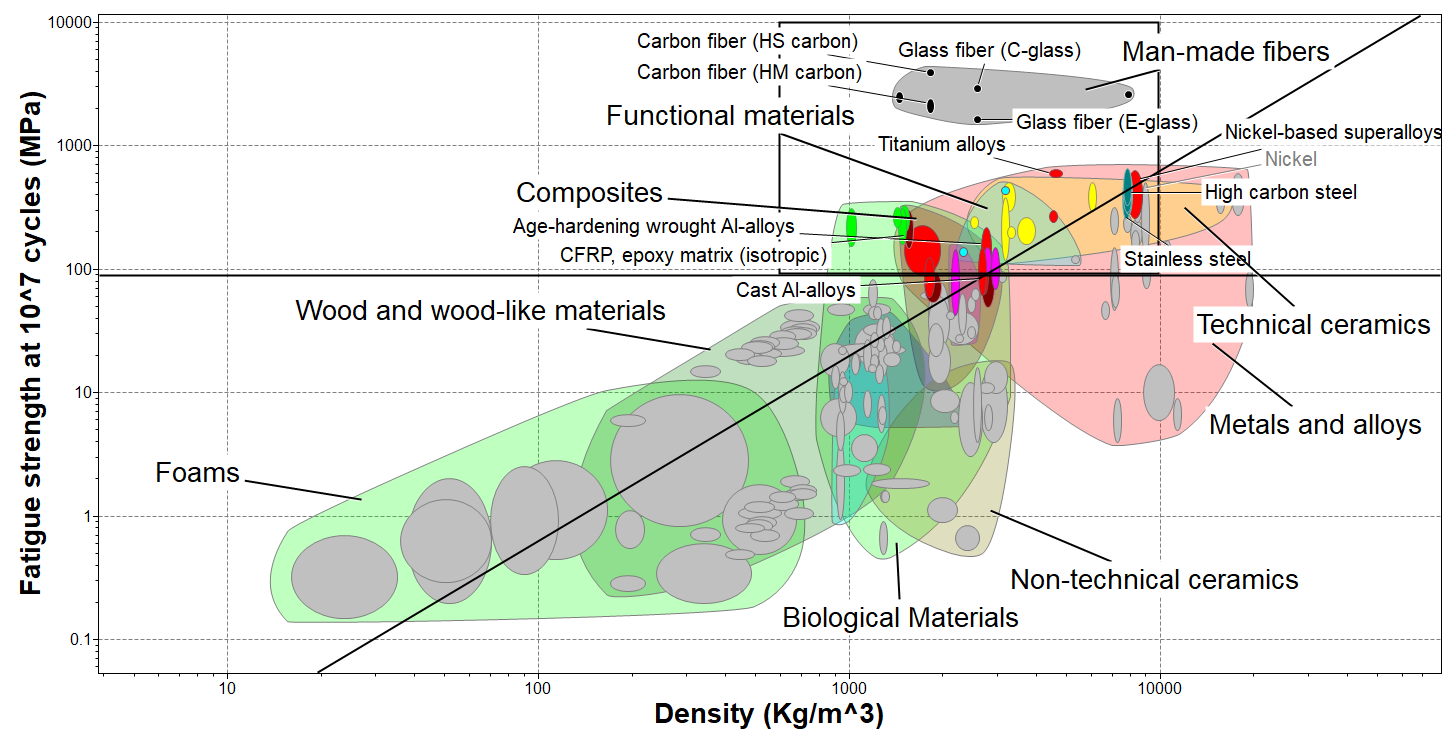 10000
Carbon fiber (HS carbon)
Glass fiber (C-glass)
Man-made fibers
Carbon fiber (HM carbon)
Functional materials
Glass fiber (E-glass)
Nickel-based superalloys
1000
Titanium alloys
Nickel
Composites
High carbon steel
Age-hardening wrought Al-alloys
CFRP, epoxy matrix (isotropic)
Stainless steel
100
Cast Al-alloys
Wood and wood-like materials
Technical ceramics
10
Metals and alloys
Foams
1
Non-technical ceramics
Biological Materials
0.1
Fatigue strength at 10^7 cycles (MPa)
10
100
1000
10000
Density (Kg/m^3)